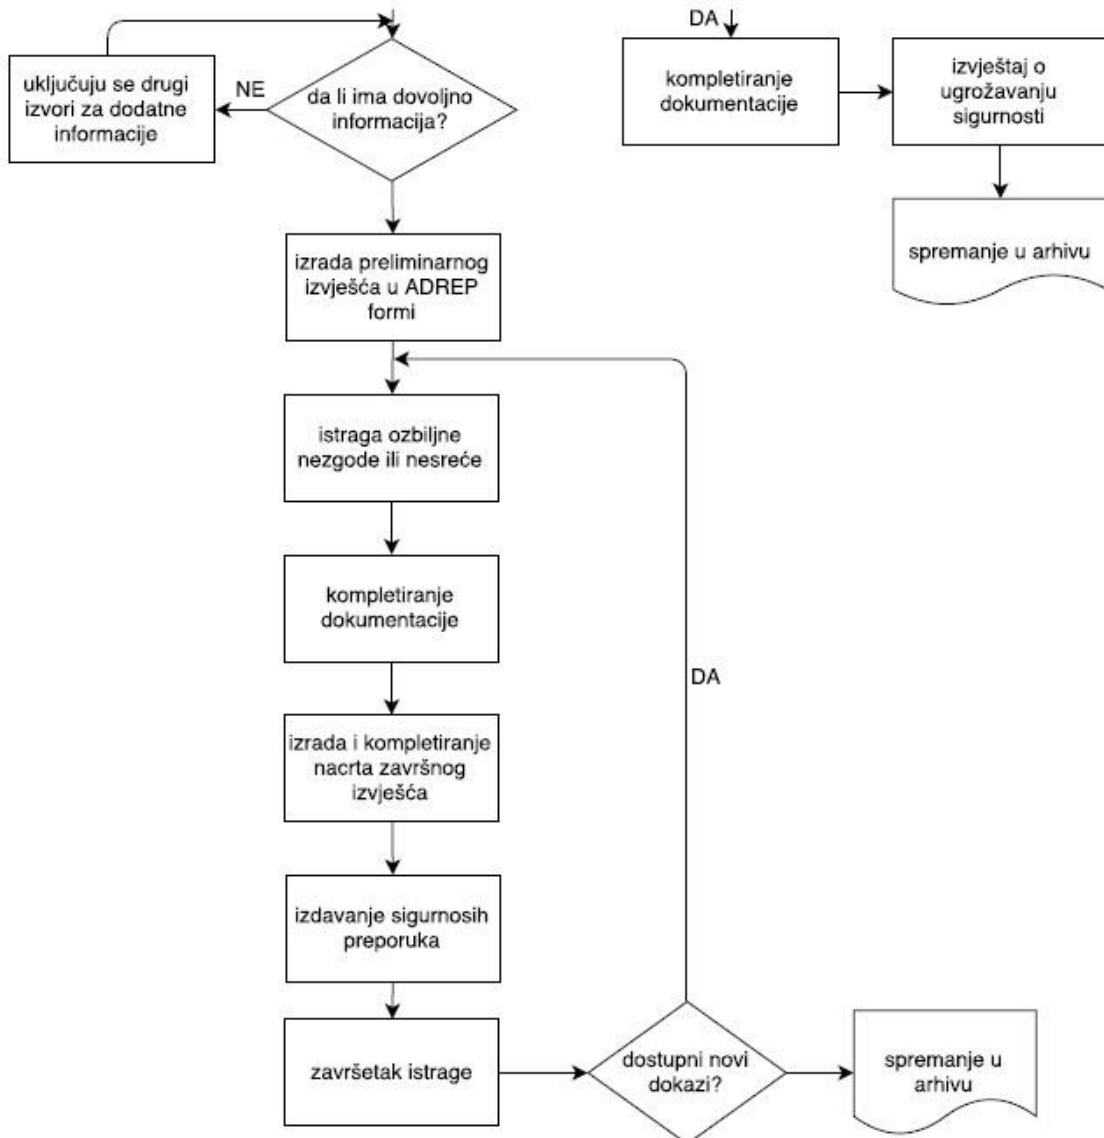 DA
uključuju se drugi
izvori za dodatne
informacije
NE
da li ima dovoljno
informacija?
kompletiranje
dokumentacije
izvještaj o
ugrožavanju
sigurnosti
spremanje u arhivu
izrada preliminarnog
izvješća u ADREP
formi
istraga ozbiljne
nezgode ili nesreće
kompletiranje
dokumentacije
DA
izrada i kompletiranje
nacrta završnog
izvješća
izdavanje sigurnosih
preporuka
završetak istrage
dostupni novi
dokazi?
spremanje u
arhivu